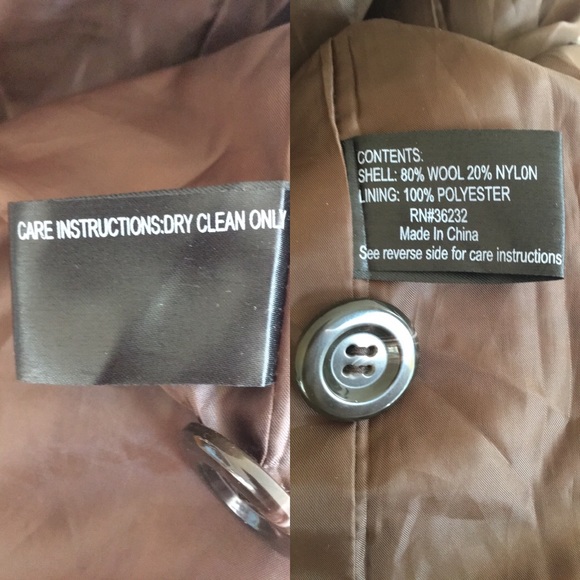 CARE INSTRUCTIONS:DRY CLEAN ONLY
CONTENTS:
SHELL: 80% WOOL 20% NYLON
LINING: 100% POLYESTER
RN#36232
Made In China
See reverse side for care instructions